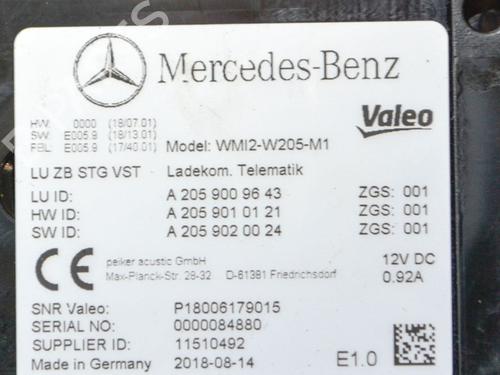 Mercedes-Benz
HW: 0000 (18/07.01)
SW: E005.9 (18/13.01)
FBL: E005.9 (17/40.01)
Model: WMI2-W205-M1
Valeo
LU ZB STG VST Ladekom. Telematik
LU ID: A 205 900 96 43 ZGS: 001
HW ID: A 205 901 01 21 ZGS: 001
SW ID: A 205 902 00 24 ZGS: 001
CE
peiker acustic GmbH
Max-Planck-Str. 28-32 D-61381 Friedrichsdorf
12V DC
0.92A
SNR Valeo: P18006179015
SERIAL NO: 0000084880
SUPPLIER ID: 11510492
Made in Germany 2018-08-14 E1.0